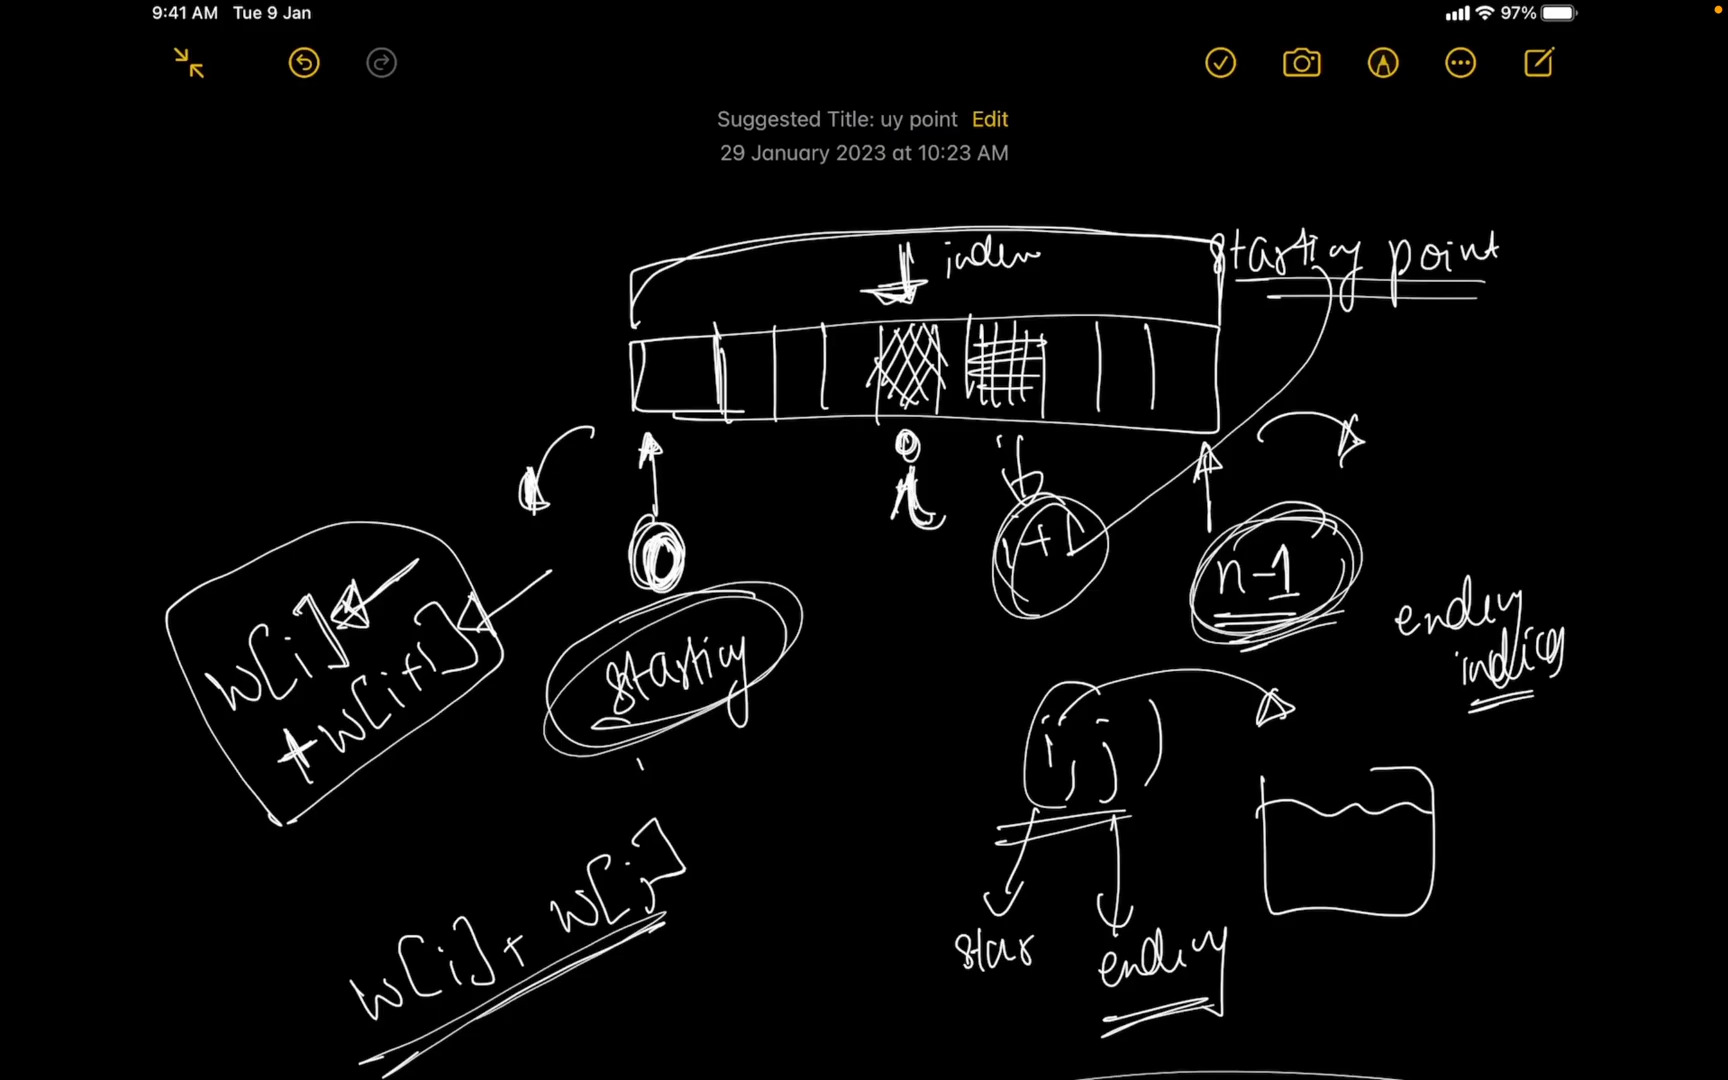 9:41 AM Tue 9 Jan
97%
Suggested Title: uy point Edit
29 January 2023 at 10:23 AM
index
starting point
i
i+1
0
n-1
ending
indices
starting
w[i]
+w[i+1]
w[i]+w[j]
(i, j)
ending